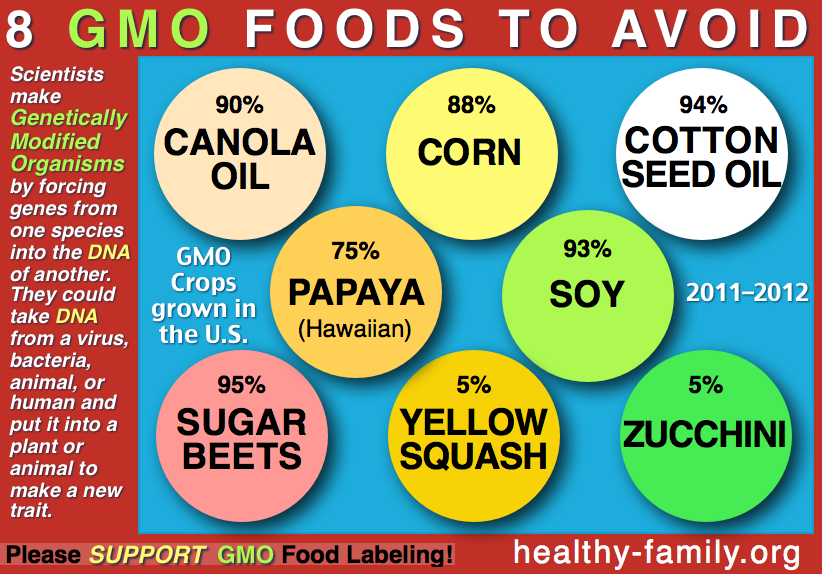 8 GMO FOODS TO AVOID
Scientists
make
Genetically
Modified
Organisms
by forcing
genes from
one species
into the DNA
of another.
They could
take DNA
from a virus,
bacteria,
animal, or
human and
put it into a
plant or
animal to
make a new
trait.
90%
CANOLA
OIL
88%
CORN
94%
COTTON
SEED OIL
GMO
Crops
grown in
the U.S.
75%
PAPAYA
(Hawaiian)
93%
SOY
2011–2012
95%
SUGAR
BEETS
5%
YELLOW
SQUASH
5%
ZUCCHINI
Please SUPPORT GMO Food Labeling!
healthy-family.org